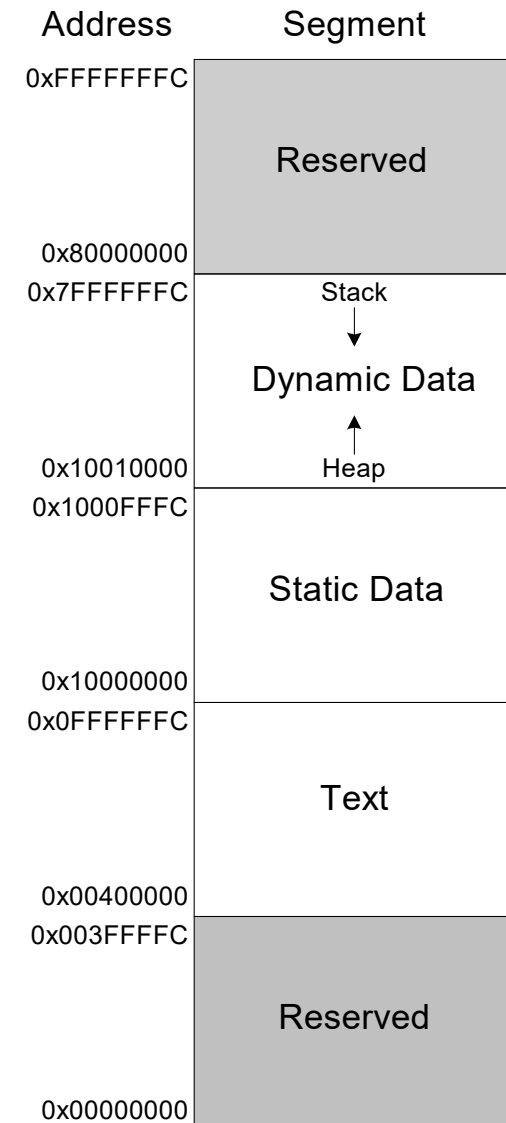 Address Segment
0xFFFFFFFC
Reserved
0x80000000
0x7FFFFFFC Stack
Dynamic Data
0x10010000 Heap
0x1000FFFC
Static Data
0x10000000
0x0FFFFFFC
Text
0x00400000
0x003FFFFC
Reserved
0x00000000